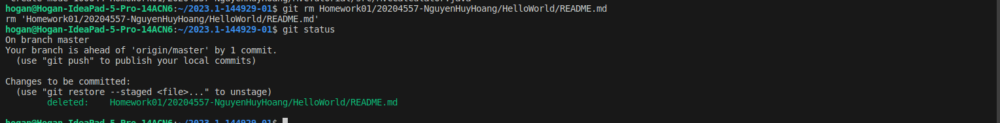 hogan@Hogan-IdeaPad-5-Pro-14ACN6:~/2023.1-144929-01$ git rm Homework01/20204557-NguyenHuyHoang/HelloWorld/README.md
rm 'Homework01/20204557-NguyenHuyHoang/HelloWorld/README.md'
hogan@Hogan-IdeaPad-5-Pro-14ACN6:~/2023.1-144929-01$ git status
On branch master
Your branch is ahead of 'origin/master' by 1 commit.
  (use "git push" to publish your local commits)
Changes to be committed:
  (use "git restore --staged <file>..." to unstage)
        deleted:    Homework01/20204557-NguyenHuyHoang/HelloWorld/README.md
hogan@Hogan-IdeaPad-5-Pro-14ACN6:~/2023.1-144929-01$